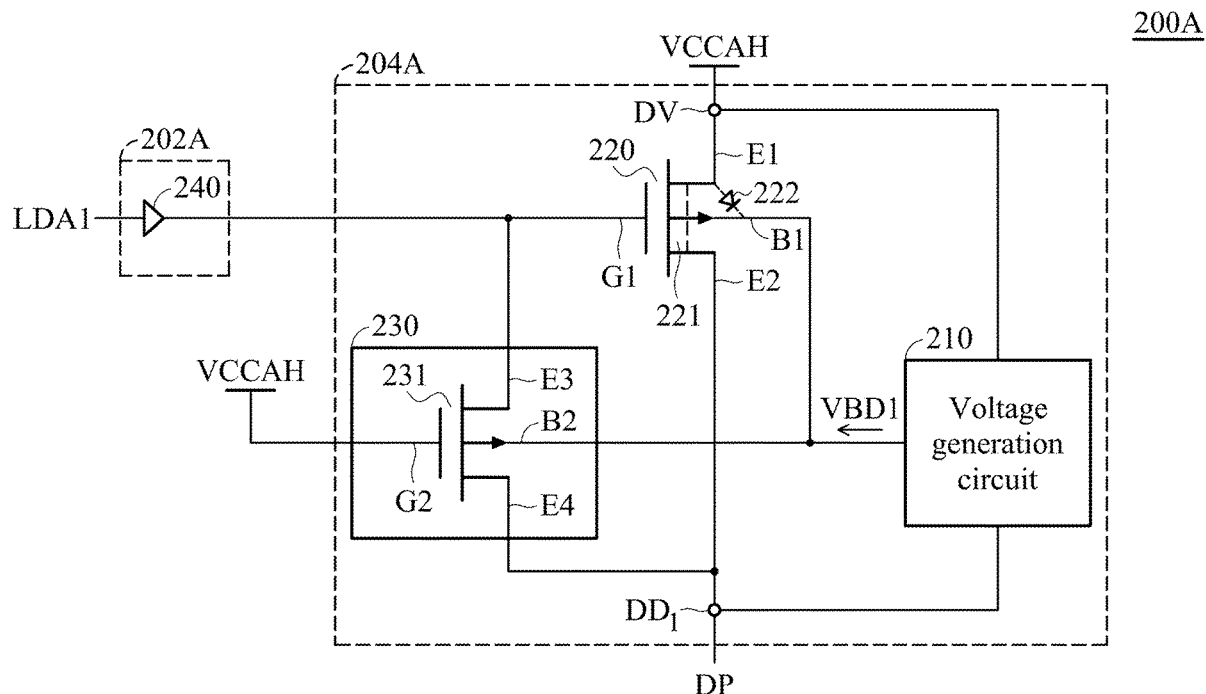 200A
VCCAH
204A
DV
202A
220
E1
240
222
LDA1
B1
G1
E2
221
230
210
VCCAH
231
E3
VBD1
Voltage
generation
circuit
B2
G2
E4
DD1
DP